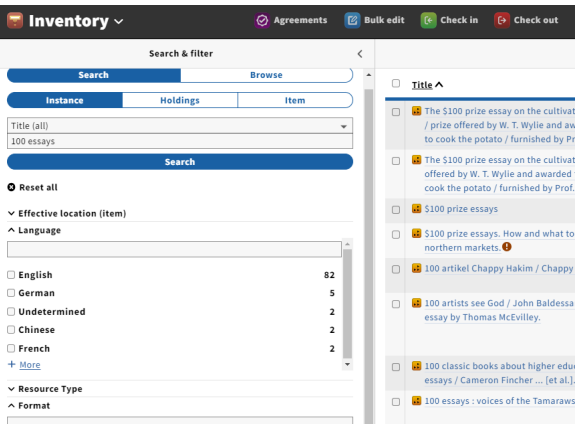 Inventory
Agreements
Bulk edit
Check in
Check out
Search & filter
Search
Browse
Instance
Holdings
Item
Title (all)
100 essays
Search
Reset all
Effective location (item)
Language
English 82
German 5
Undetermined 2
Chinese 2
French 2
+ More
Resource Type
Format
Title
The $100 prize essay on the cultivat
/ prize offered by W. T. Wylie and aw
to cook the potato / furnished by Pr
The $100 prize essay on the cultivat
offered by W. T. Wylie and awarded
cook the potato / furnished by Prof.
$100 prize essays
$100 prize essays. How and what to
northern markets.
100 artikel Chappy Hakim / Chappy
100 artists see God / John Baldessa
essay by Thomas McEvilley.
100 classic books about higher edu
essays / Cameron Fincher ... [et al.].
100 essays : voices of the Tamaraws